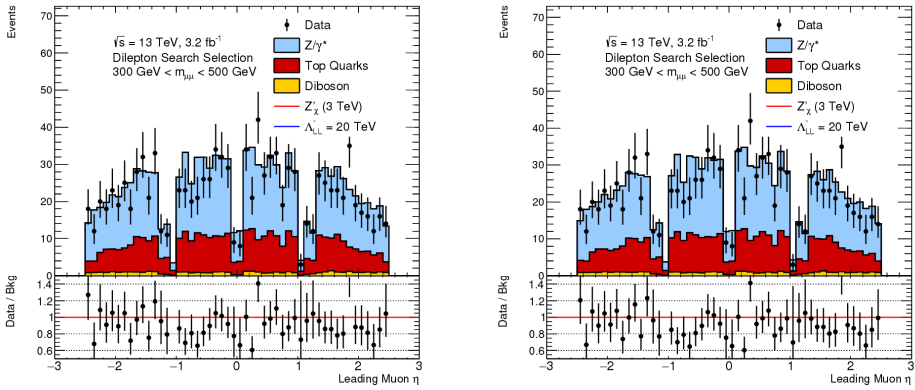 Events
70
60
50
40
30
20
10
0
Data
√s = 13 TeV, 3.2 fb-1
Z/γ*
Dilepton Search Selection
Top Quarks
300 GeV < mμμ < 500 GeV
Diboson
Z'χ (3 TeV)
Λ-LL = 20 TeV
Data / Bkg
1.4
1.2
1
0.8
0.6
−3 −2 −1 0 1 2 3
Leading Muon η
Events
70
60
50
40
30
20
10
0
Data
√s = 13 TeV, 3.2 fb-1
Z/γ*
Dilepton Search Selection
Top Quarks
300 GeV < mμμ < 500 GeV
Diboson
Z'χ (3 TeV)
Λ-LL = 20 TeV
Data / Bkg
1.4
1.2
1
0.8
0.6
−3 −2 −1 0 1 2 3
Leading Muon η